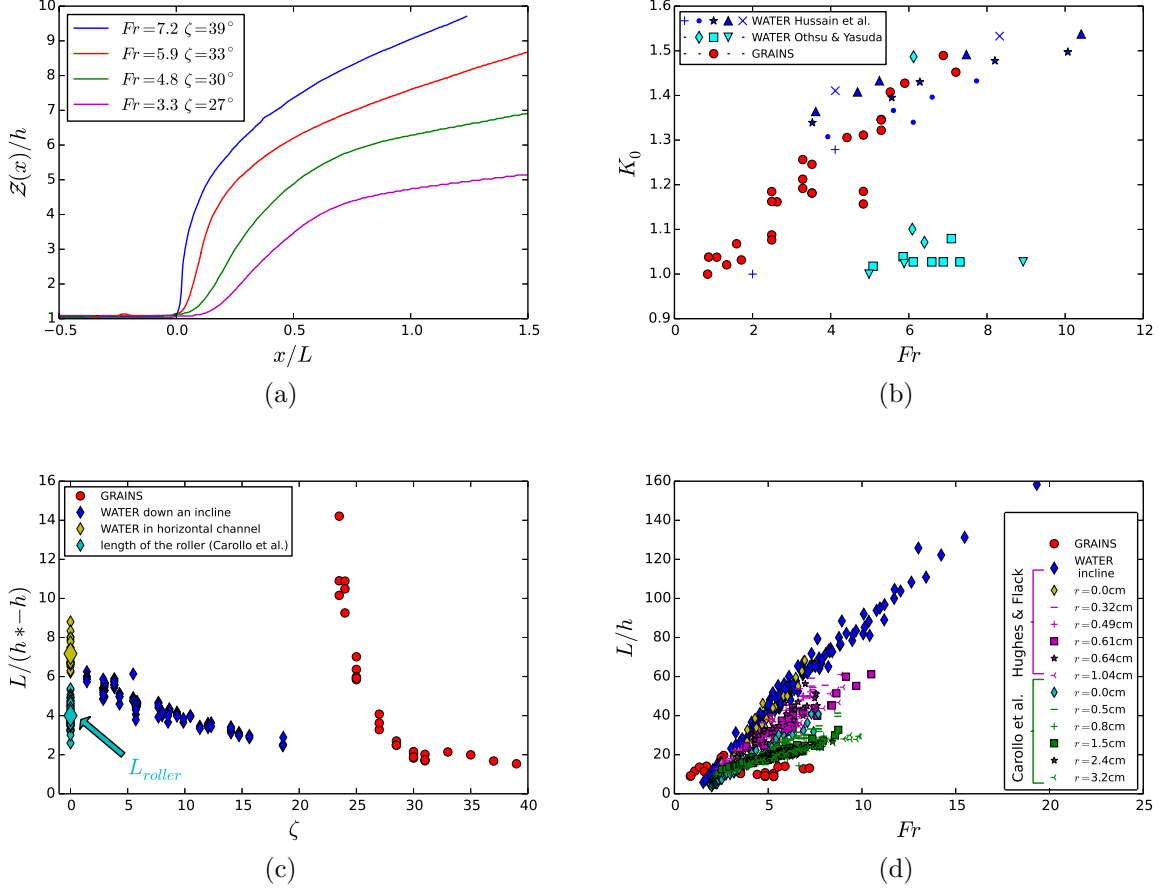 10
9
8
7
6
5
4
3
2
1
−0.5 0.0 0.5 1.0 1.5
𝒵(x)/h
x/L
Fr=7.2 ζ=39°
Fr=5.9 ζ=33°
Fr=4.8 ζ=30°
Fr=3.3 ζ=27°
(a)
1.6
1.5
1.4
1.3
1.2
1.1
1.0
0.9
0 2 4 6 8 10 12
K₀
Fr
WATER Hussain et al.
WATER Othsu & Yasuda
GRAINS
(b)
16
14
12
10
8
6
4
2
0
0 5 10 15 20 25 30 35 40
L/(h∗−h)
ζ
GRAINS
WATER down an incline
WATER in horizontal channel
length of the roller (Carollo et al.)
L_roller
(c)
160
140
120
100
80
60
40
20
0
0 5 10 15 20 25
L/h
Fr
GRAINS
WATER
incline
Hughes & Flack
r=0.0cm
r=0.32cm
r=0.49cm
r=0.61cm
r=0.64cm
r=1.04cm
Carollo et al.
r=0.0cm
r=0.5cm
r=0.8cm
r=1.5cm
r=2.4cm
r=3.2cm
(d)